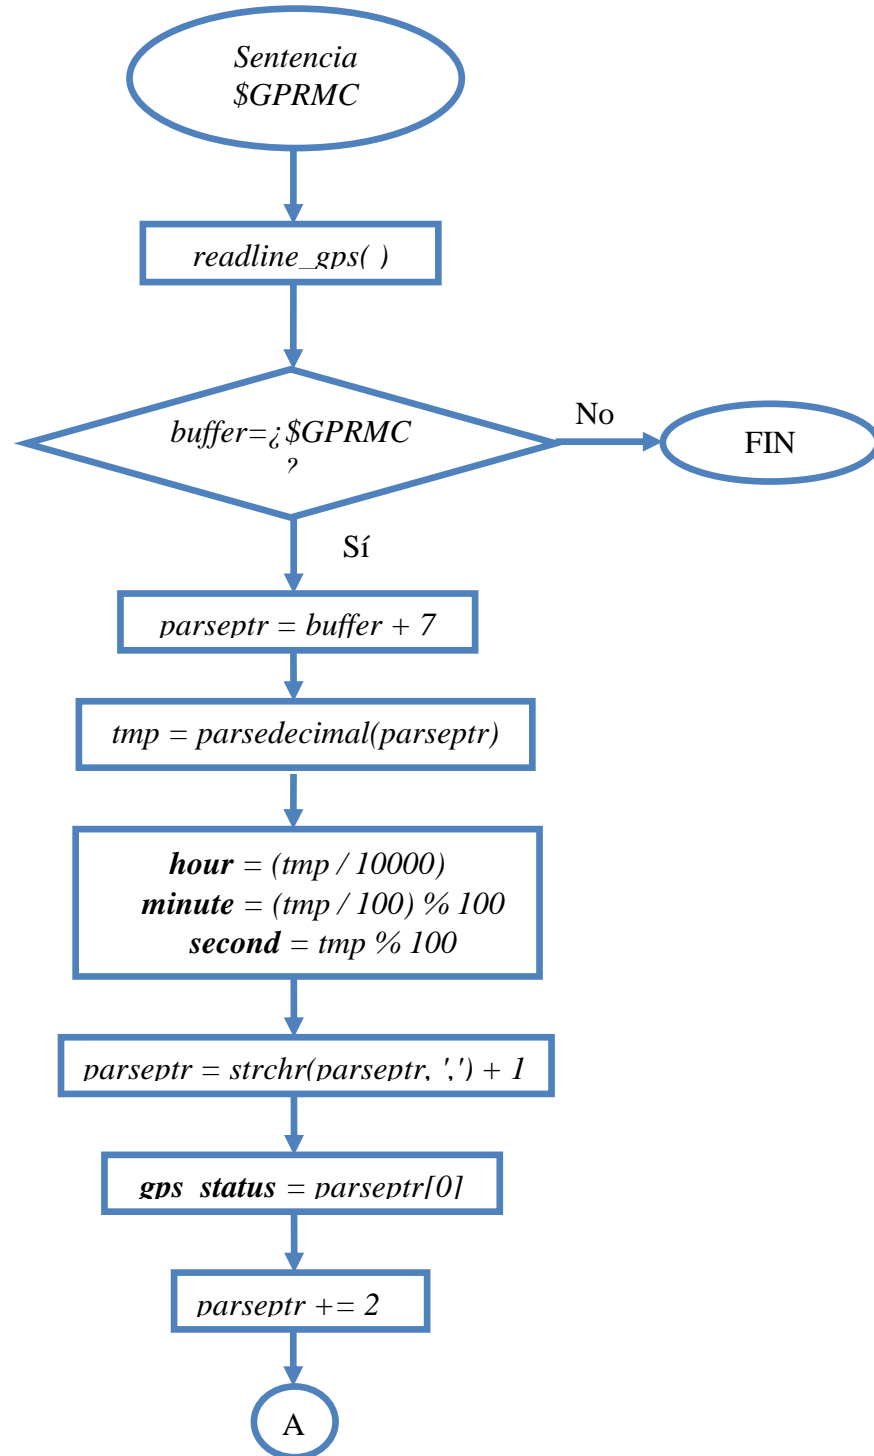 Sentencia
$GPRMC
readline_gps( )
buffer=¿$GPRMC
?
No
FIN
Sí
parseptr = buffer + 7
tmp = parsedecimal(parseptr)
hour = (tmp / 10000)
minute = (tmp / 100) % 100
second = tmp % 100
parseptr = strchr(parseptr, ',') + 1
gps_status = parseptr[0]
parseptr += 2
A